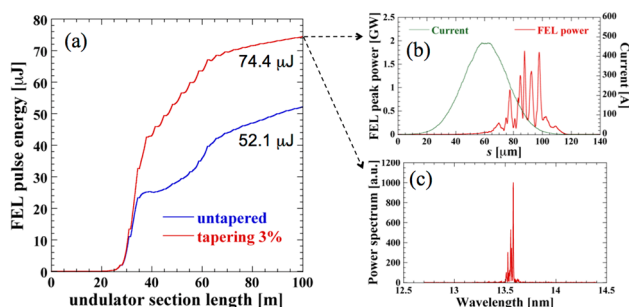 (a)
FEL pulse energy [μJ]
80
70
60
50
40
30
20
10
0
74.4 μJ
52.1 μJ
untapered
tapering 3%
0 20 40 60 80 100
undulator section length [m]
(b)
Current
FEL power
FEL peak power [GW]
2.5
2
1.5
1
0.5
0
Current [A]
600
500
400
300
200
100
0
0 20 40 60 80 100 120 140
s [μm]
(c)
Power spectrum [a.u.]
1200
1000
800
600
400
200
0
12.5 13 13.5 14 14.5
Wavelength [nm]